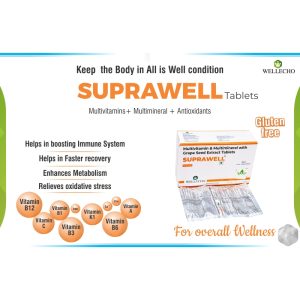 Keep the Body in All is Well condition
WELLECHO
SUPRAWELL Tablets
Multivitamins+ Multimineral + Antioxidants
Gluten
free
Helps in boosting Immune System
Helps in Faster recovery
Enhances Metabolism
Relieves oxidative stress
Multivitamin & Multimineral with
Grape Seed Extract Tablets
SUPRAWELL
Vitamin
B12
Vitamin
C
Vitamin
B1
Vitamin
B3
Vitamin
K1
Vitamin
B6
Vitamin
A
For overall Wellness